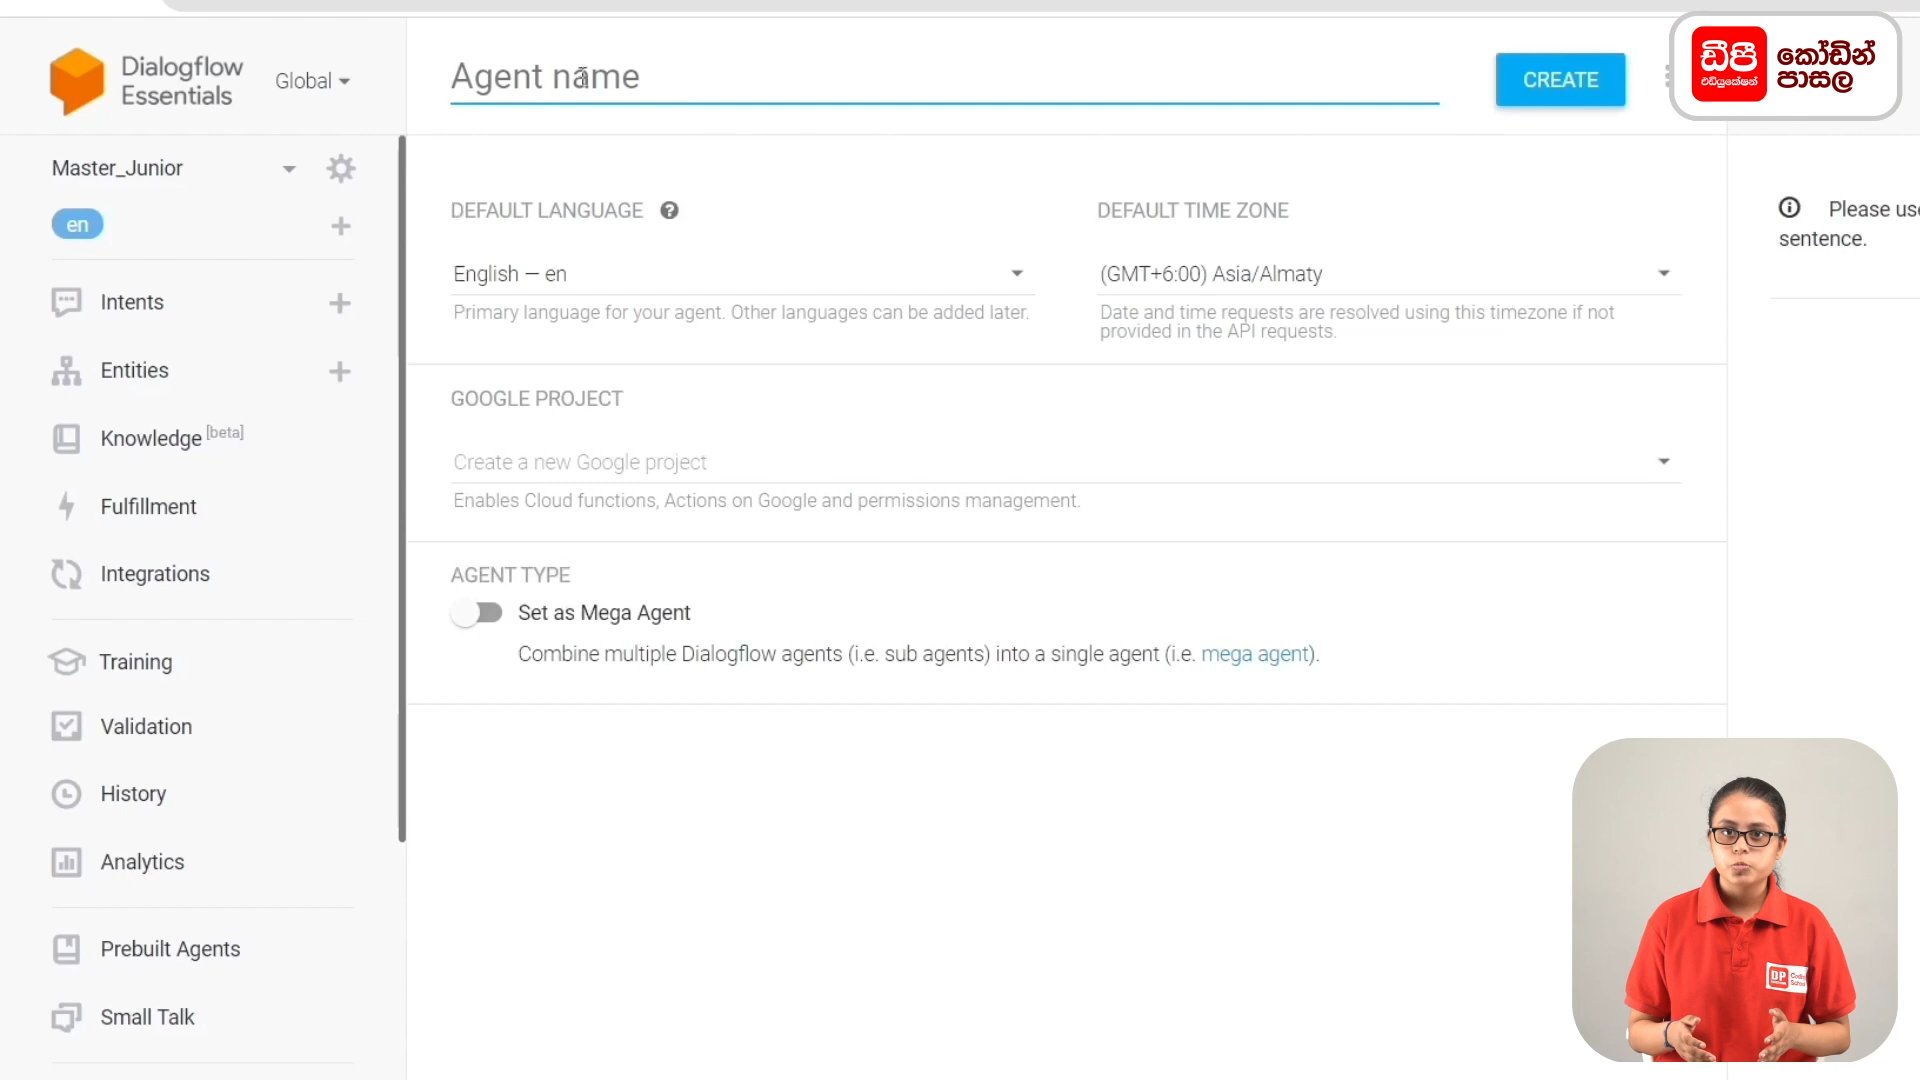 Dialogflow
Essentials
Global
Agent name
CREATE
ඩීපී
එඩියුකේෂන්
කෝඩින්
පාසල
Master_Junior
en
Intents
Entities
Knowledge [beta]
Fulfillment
Integrations
Training
Validation
History
Analytics
Prebuilt Agents
Small Talk
DEFAULT LANGUAGE
English — en
Primary language for your agent. Other languages can be added later.
DEFAULT TIME ZONE
(GMT+6:00) Asia/Almaty
Date and time requests are resolved using this timezone if not
provided in the API requests.
GOOGLE PROJECT
Create a new Google project
Enables Cloud functions, Actions on Google and permissions management.
AGENT TYPE
Set as Mega Agent
Combine multiple Dialogflow agents (i.e. sub agents) into a single agent (i.e. mega agent).
Please use
sentence.
DP